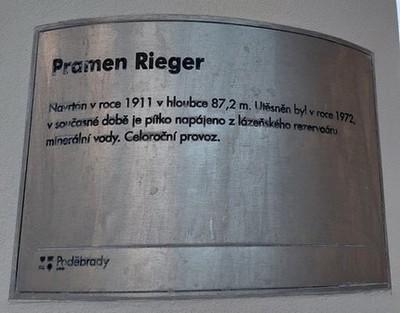 Pramen Rieger
Navrtán v roce 1911 v hloubce 87,2 m. Utěsněn byl v roce 1972,
v současné době je pítko napájeno z lázeňského rezervoáru
minerální vody. Celoroční provoz.
Poděbrady